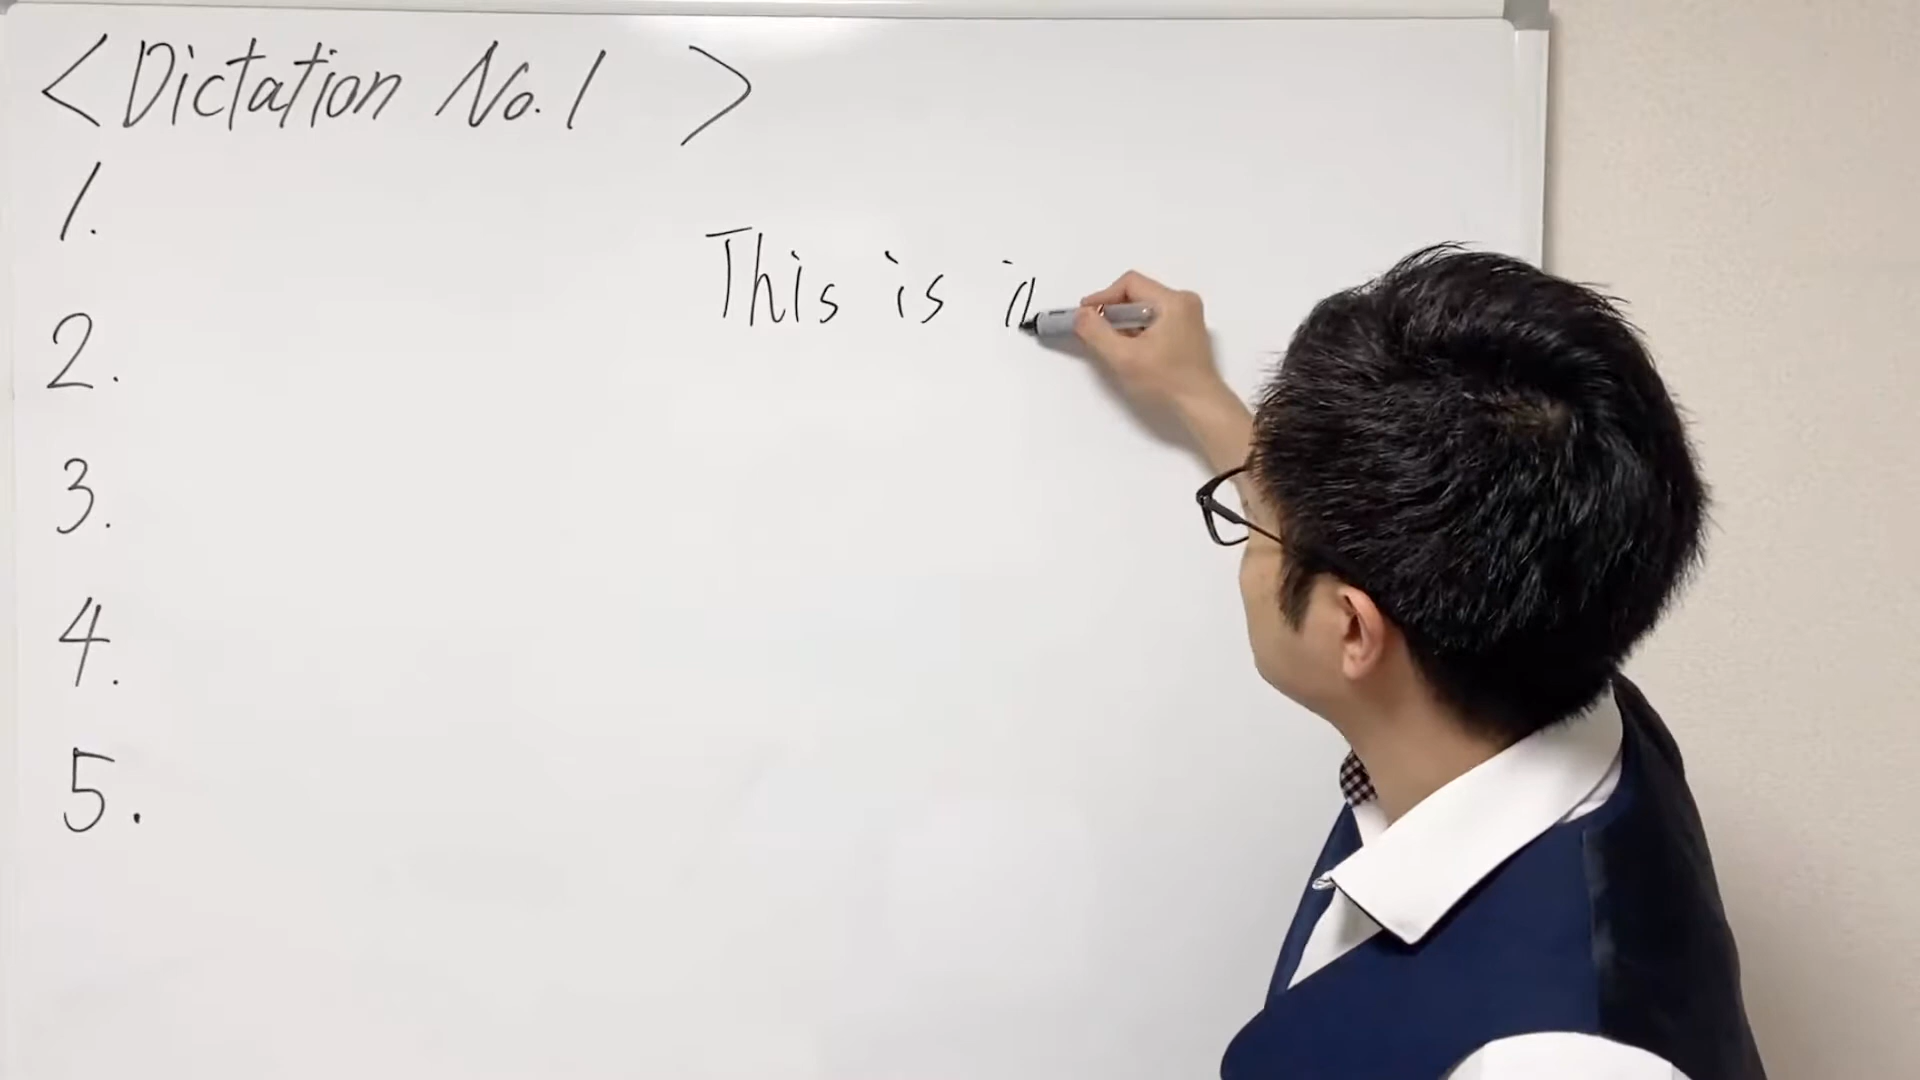 <Dictation No.1 >
1.
This is
2.
3.
4.
5.